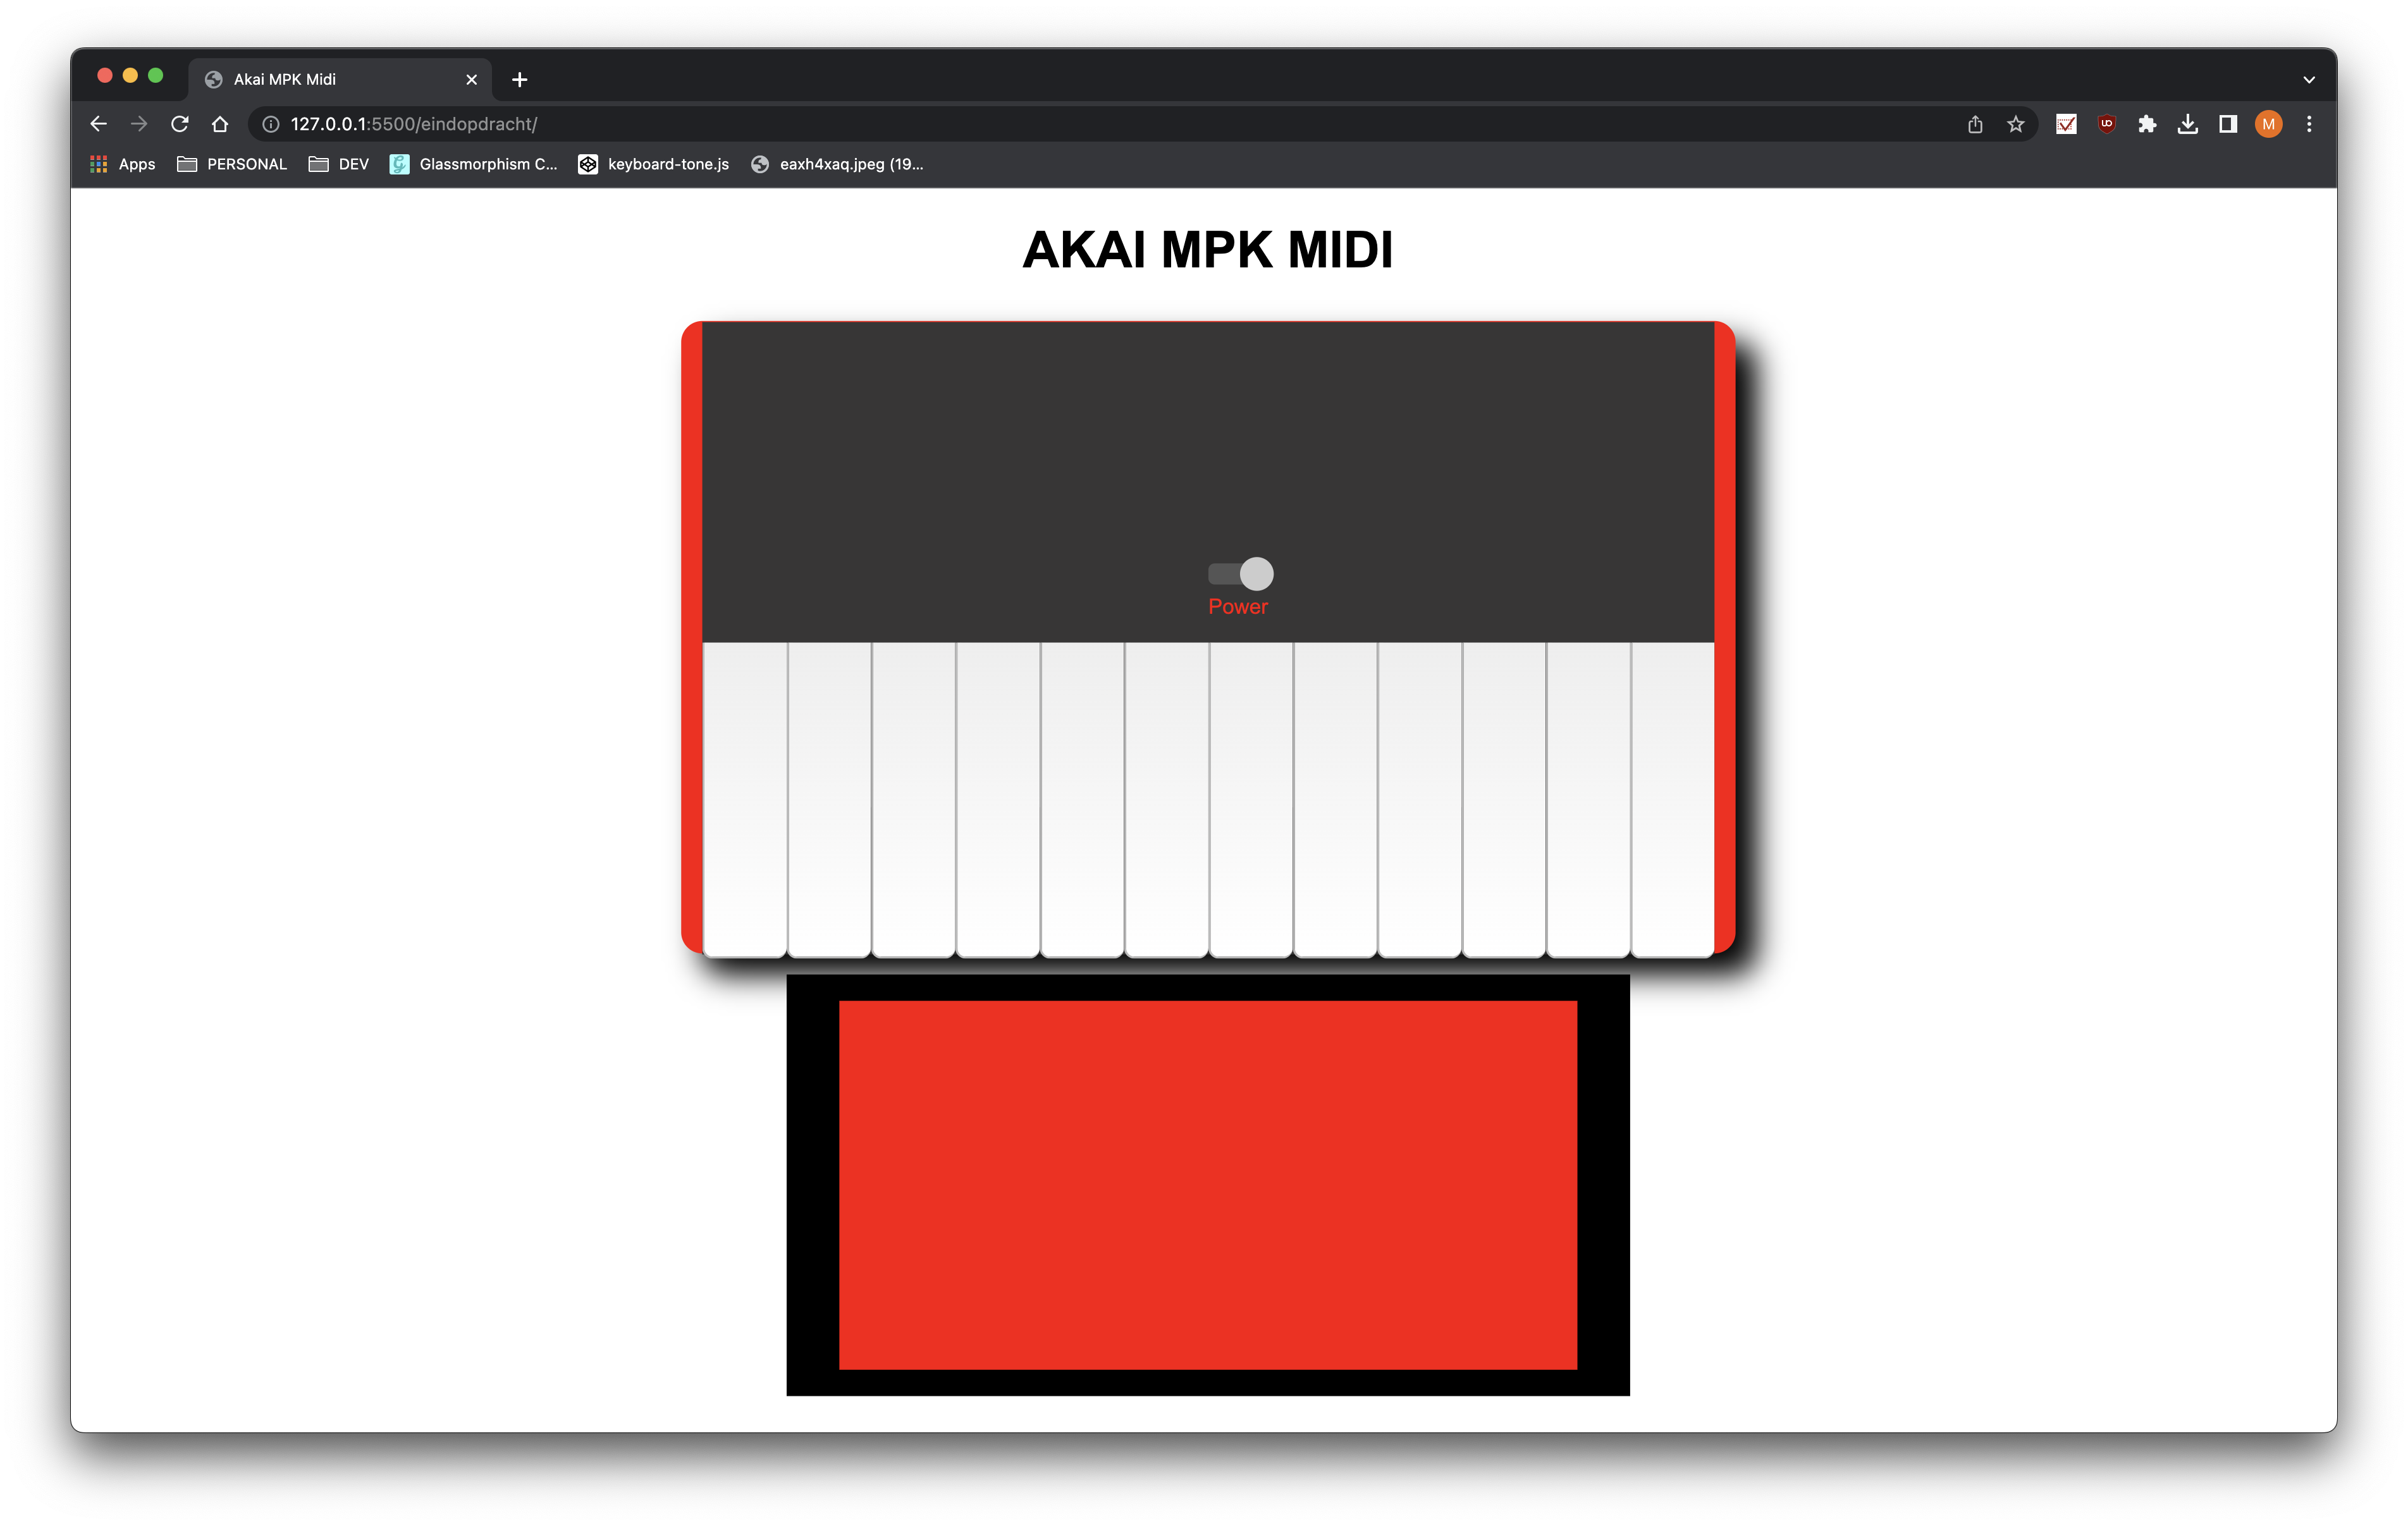 Akai MPK Midi
127.0.0.1:5500/eindopdracht/
M
Apps PERSONAL DEV Glassmorphism C... keyboard-tone.js eaxh4xaq.jpeg (19...
AKAI MPK MIDI
Power